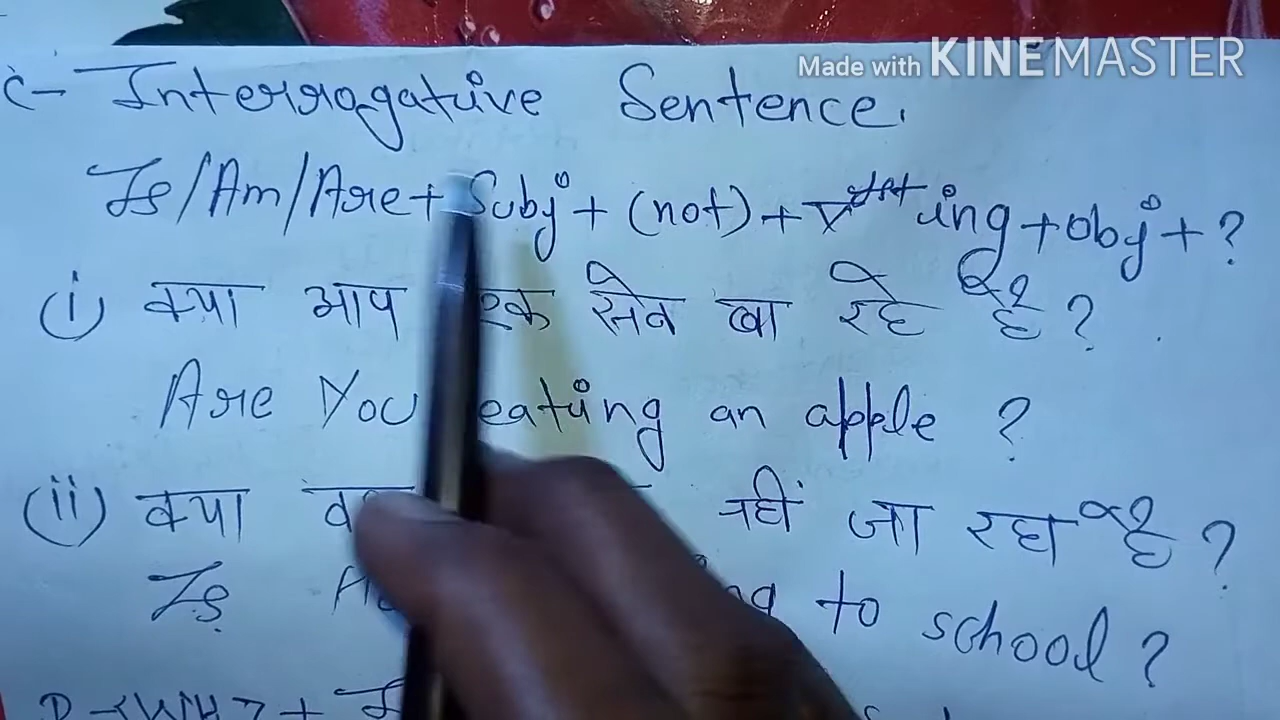 Made with KINEMASTER
C- Interrogative Sentence.
Is/Am/Are + Subj + (not) + V ing + obj + ?
(i) क्या आप एक सेव खा रहे हैं ?
Are You eating an apple ?
(ii) क्या नहीं जा रहा है ?
Is to school ?